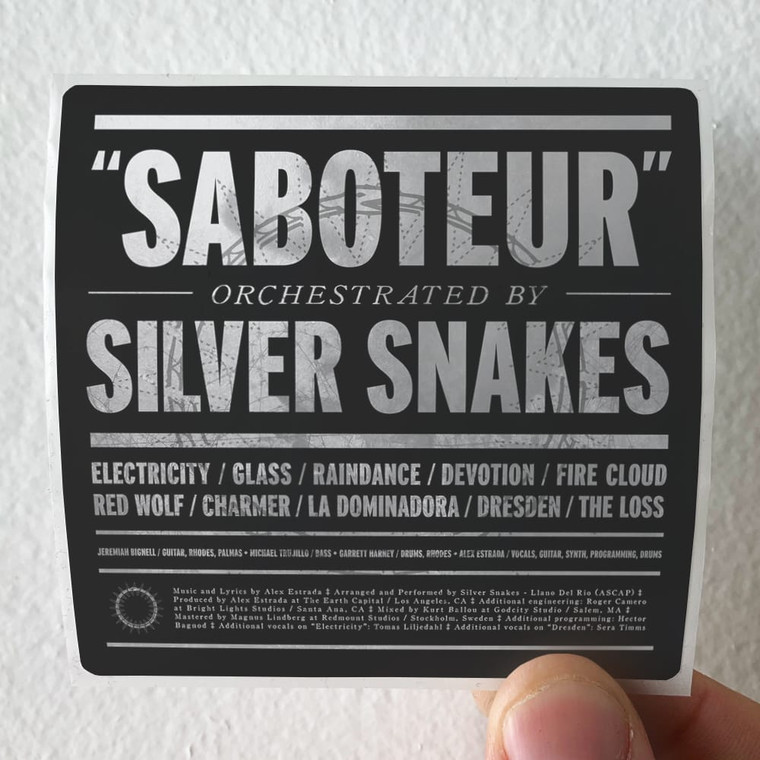 “SABOTEUR”
ORCHESTRATED BY
SILVER SNAKES
ELECTRICITY / GLASS / RAINDANCE / DEVOTION / FIRE CLOUD
RED WOLF / CHARMER / LA DOMINADORA / DRESDEN / THE LOSS
JEREMIAH BIGNELL / GUITAR, RHODES, PALMAS • MICHAEL TRUJILLO / BASS • GARRETT HARNEY / DRUMS, RHODES • ALEX ESTRADA / VOCALS, GUITAR, SYNTH, PROGRAMMING, DRUMS
Music and Lyrics by Alex Estrada ‡ Arranged and Performed by Silver Snakes - Llano Del Rio (ASCAP) ‡
Produced by Alex Estrada at The Earth Capital / Los Angeles, CA ‡ Additional engineering: Roger Camero
at Bright Lights Studios / Santa Ana, CA ‡ Mixed by Kurt Ballou at Godcity Studio / Salem, MA ‡
Mastered by Magnus Lindberg at Redmount Studios / Stockholm, Sweden ‡ Additional programming: Hector
Bagnod ‡ Additional vocals on "Electricity": Tomas Liljedahl ‡ Additional vocals on "Dresden": Sera Timms